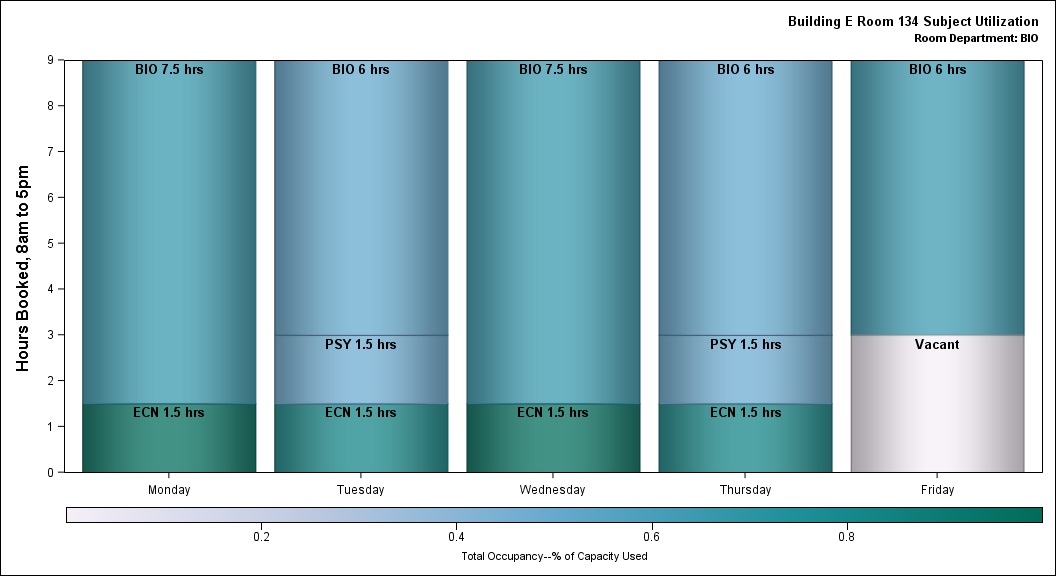 Building E Room 134 Subject Utilization
Room Department: BIO
Hours Booked, 8am to 5pm
9
8
7
6
5
4
3
2
1
0
BIO 7.5 hrs
BIO 6 hrs
BIO 7.5 hrs
BIO 6 hrs
BIO 6 hrs
PSY 1.5 hrs
PSY 1.5 hrs
Vacant
ECN 1.5 hrs
ECN 1.5 hrs
ECN 1.5 hrs
ECN 1.5 hrs
Monday
Tuesday
Wednesday
Thursday
Friday
0.2
0.4
0.6
0.8
Total Occupancy--% of Capacity Used